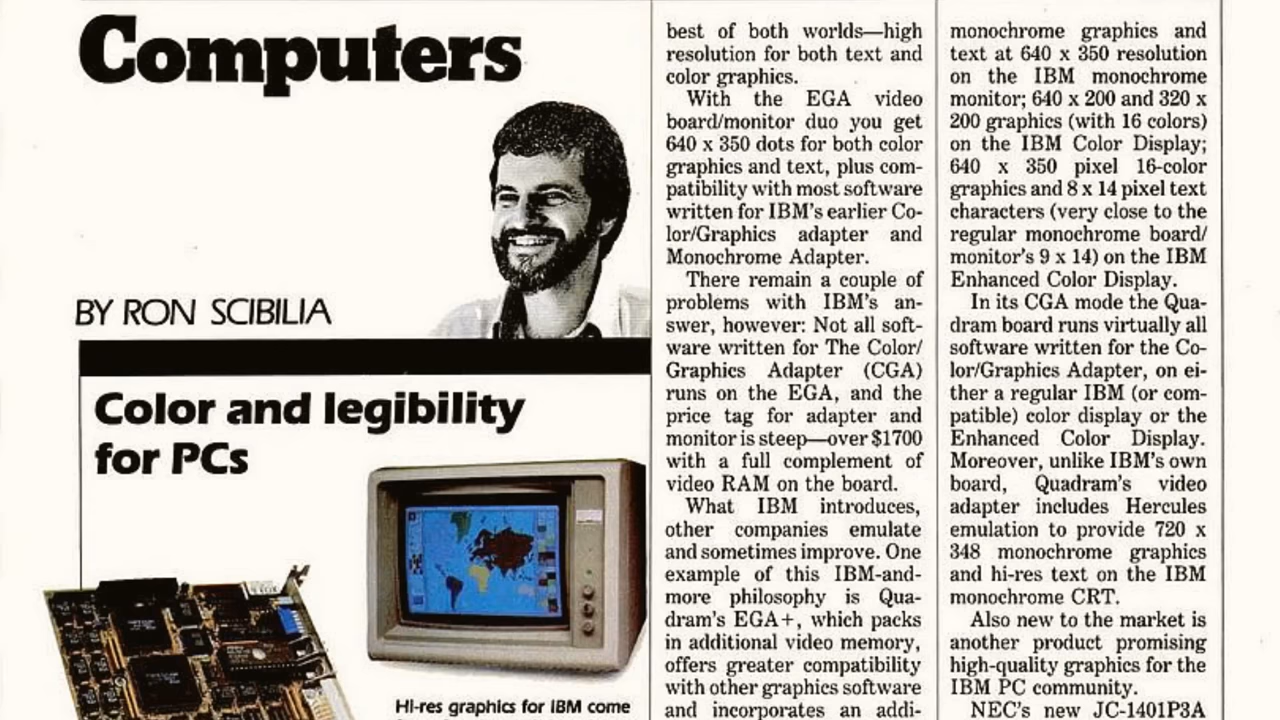 Computers
BY RON SCIBILIA
Color and legibility
for PCs
Hi-res graphics for IBM come
best of both worlds—high
resolution for both text and
color graphics.
With the EGA video
board/monitor duo you get
640 x 350 dots for both color
graphics and text, plus com-
patibility with most software
written for IBM's earlier Co-
lor/Graphics adapter and
Monochrome Adapter.
There remain a couple of
problems with IBM's an-
swer, however: Not all soft-
ware written for The Color/
Graphics Adapter (CGA)
runs on the EGA, and the
price tag for adapter and
monitor is steep—over $1700
with a full complement of
video RAM on the board.
What IBM introduces,
other companies emulate
and sometimes improve. One
example of this IBM-and-
more philosophy is Qua-
dram's EGA+, which packs
in additional video memory,
offers greater compatibility
with other graphics software
and incorporates an addi-
monochrome graphics and
text at 640 x 350 resolution
on the IBM monochrome
monitor; 640 x 200 and 320 x
200 graphics (with 16 colors)
on the IBM Color Display;
640 x 350 pixel 16-color
graphics and 8 x 14 pixel text
characters (very close to the
regular monochrome board/
monitor's 9 x 14) on the IBM
Enhanced Color Display.
In its CGA mode the Qua-
dram board runs virtually all
software written for the Co-
lor/Graphics Adapter, on ei-
ther a regular IBM (or com-
patible) color display or the
Enhanced Color Display.
Moreover, unlike IBM's own
board, Quadram's video
adapter includes Hercules
emulation to provide 720 x
348 monochrome graphics
and hi-res text on the IBM
monochrome CRT.
Also new to the market is
another product promising
high-quality graphics for the
IBM PC community.
NEC's new JC-1401P3A